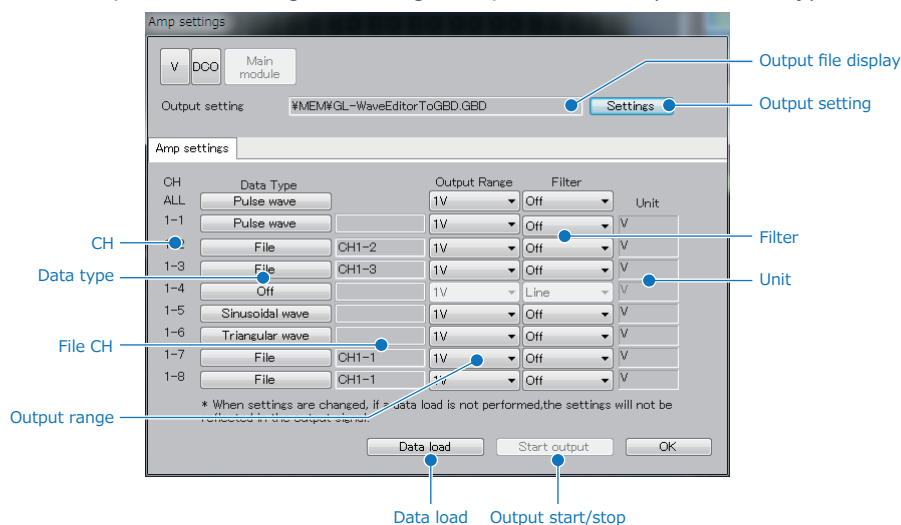 Amp settings
V DCO Main module
Output file display
Output setting ¥MEM¥GL-WaveEditorToGBD.GBD Settings
Output setting
Amp settings
CH Data Type Output Range Filter
ALL Pulse wave 1V Off Unit
1-1 Pulse wave 1V Off V
Filter
CH
File CH1-2 1V Off V
1-3 File CH1-3 1V Off V
Data type
Unit
1-4 Off 1V Line V
1-5 Sinusoidal wave 1V Off V
1-6 Triangular wave 1V Off V
File CH
1-7 File CH1-1 1V Off V
1-8 File CH1-1 1V Off V
* When settings are changed, if a data load is not performed,the settings will not be
Output range
reflected in the output signal.
Data load Start output OK
Data load Output start/stop